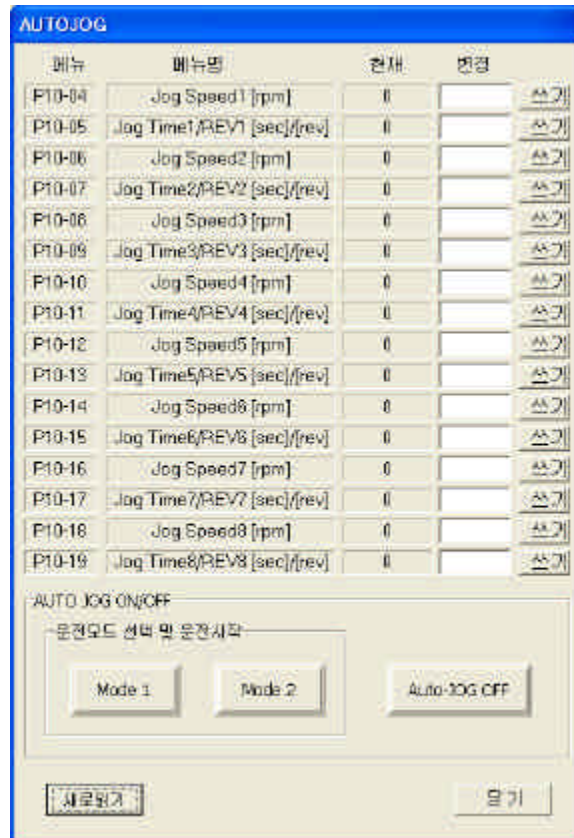 AUTOJOG
메뉴 메뉴명 현재 변경
P10-04 Jog Speed1 [rpm] 0 쓰기
P10-05 Jog Time1/REV1 [sec]/[rev] 0 쓰기
P10-06 Jog Speed2 [rpm] 0 쓰기
P10-07 Jog Time2/REV2 [sec]/[rev] 0 쓰기
P10-08 Jog Speed3 [rpm] 0 쓰기
P10-09 Jog Time3/REV3 [sec]/[rev] 0 쓰기
P10-10 Jog Speed4 [rpm] 0 쓰기
P10-11 Jog Time4/REV4 [sec]/[rev] 0 쓰기
P10-12 Jog Speed5 [rpm] 0 쓰기
P10-13 Jog Time5/REV5 [sec]/[rev] 0 쓰기
P10-14 Jog Speed6 [rpm] 0 쓰기
P10-15 Jog Time6/REV6 [sec]/[rev] 0 쓰기
P10-16 Jog Speed7 [rpm] 0 쓰기
P10-17 Jog Time7/REV7 [sec]/[rev] 0 쓰기
P10-18 Jog Speed8 [rpm] 0 쓰기
P10-19 Jog Time8/REV8 [sec]/[rev] 0 쓰기
AUTO JOG ON/OFF
운전모드 선택 및 운전시작
Mode 1 Mode 2 Auto-JOG OFF
새로읽기 닫기